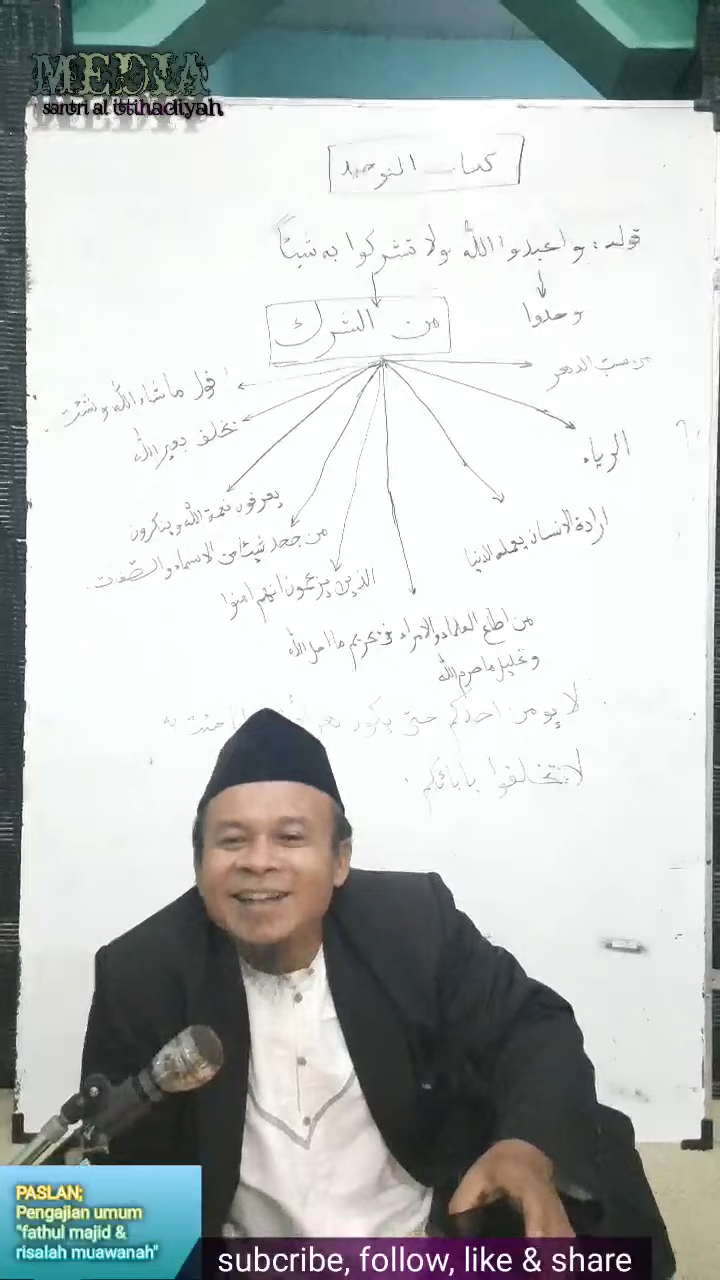 MEDIA
santri al ittihadiyah
كتاب التوحيد
قوله: واعبدوا الله ولا تشركوا به شيئاً
وحدوا
من الشرك
من سب الدهر
قول ما شاء الله وشئت
الرياء
بغير الله
يعرفون نعمة الله وينكرون
ارادة الانسان بعمله الدنيا
من جحد شيئا من الاسماء والصفات
الذين يزعمون انهم امنوا
من اطاع العلماء والامراء في تحريم ما احل الله
وتحليل ما حرم الله
لا يومن احدكم حتى يكون به
لا تحلفوا بابائكم
PASLAN;
Pengajian umum
"fathul majid &
risalah muawanah"
subcribe, follow, like & share